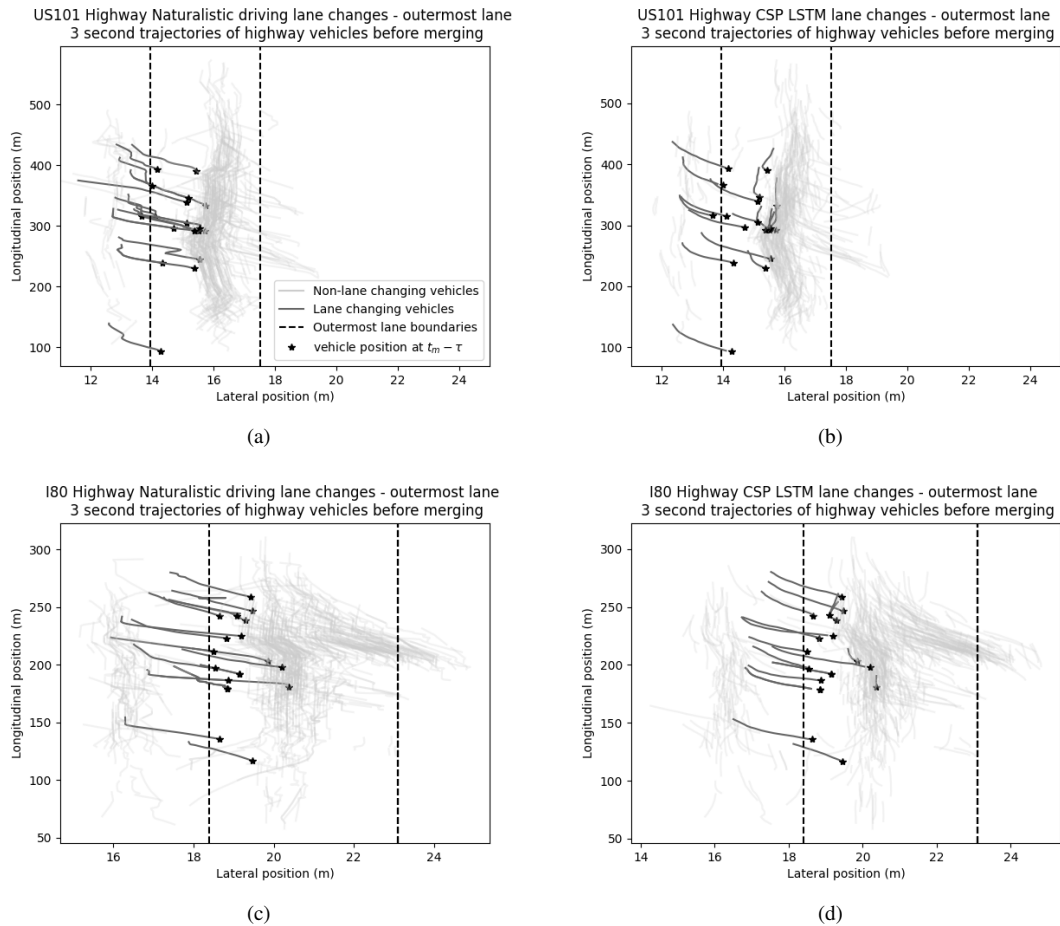 US101 Highway Naturalistic driving lane changes - outermost lane
3 second trajectories of highway vehicles before merging
Longitudinal position (m)
500
400
300
200
100
Non-lane changing vehicles
Lane changing vehicles
Outermost lane boundaries
vehicle position at tₘ − τ
12 14 16 18 20 22 24
Lateral position (m)
(a)
US101 Highway CSP LSTM lane changes - outermost lane
3 second trajectories of highway vehicles before merging
Longitudinal position (m)
500
400
300
200
100
12 14 16 18 20 22 24
Lateral position (m)
(b)
I80 Highway Naturalistic driving lane changes - outermost lane
3 second trajectories of highway vehicles before merging
Longitudinal position (m)
300
250
200
150
100
50
16 18 20 22 24
Lateral position (m)
(c)
I80 Highway CSP LSTM lane changes - outermost lane
3 second trajectories of highway vehicles before merging
Longitudinal position (m)
300
250
200
150
100
50
14 16 18 20 22 24
Lateral position (m)
(d)